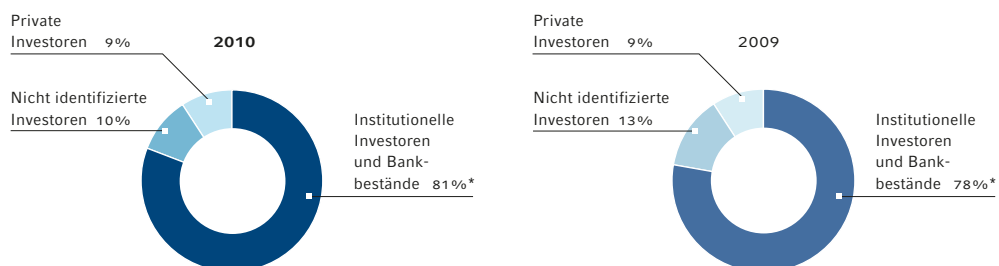 Private
Investoren 9%
2010
Nicht identifizierte
Investoren 10%
Institutionelle
Investoren
und Bank-
bestände 81%*
Private
Investoren 9%
2009
Nicht identifizierte
Investoren 13%
Institutionelle
Investoren
und Bank-
bestände 78%*